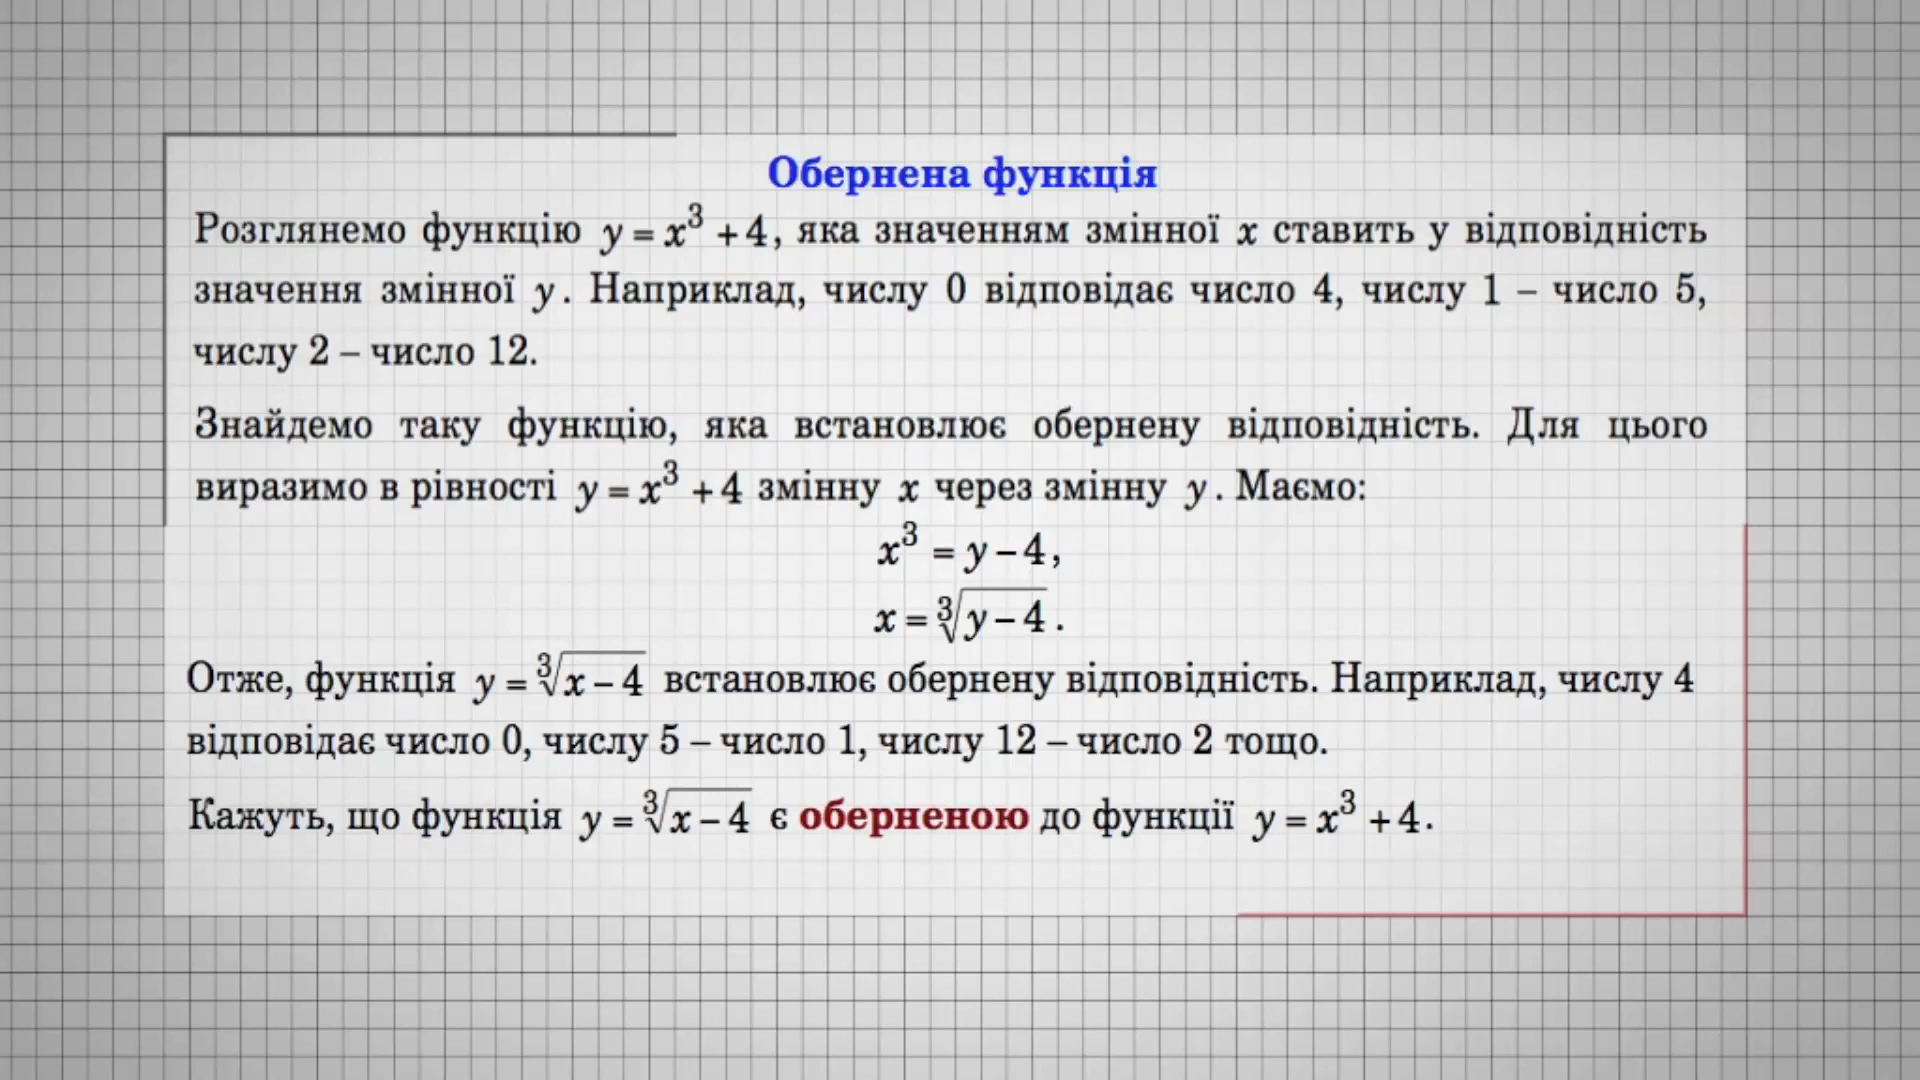 Обернена функція
Розглянемо функцію y = x³ + 4, яка значенням змінної x ставить у відповідність
значення змінної y. Наприклад, числу 0 відповідає число 4, числу 1 – число 5,
числу 2 – число 12.
Знайдемо таку функцію, яка встановлює обернену відповідність. Для цього
виразимо в рівності y = x³ + 4 змінну x через змінну y. Маємо:
x³ = y – 4,
x = ∛(y – 4).
Отже, функція y = ∛(x – 4) встановлює обернену відповідність. Наприклад, числу 4
відповідає число 0, числу 5 – число 1, числу 12 – число 2 тощо.
Кажуть, що функція y = ∛(x – 4) є оберненою до функції y = x³ + 4.